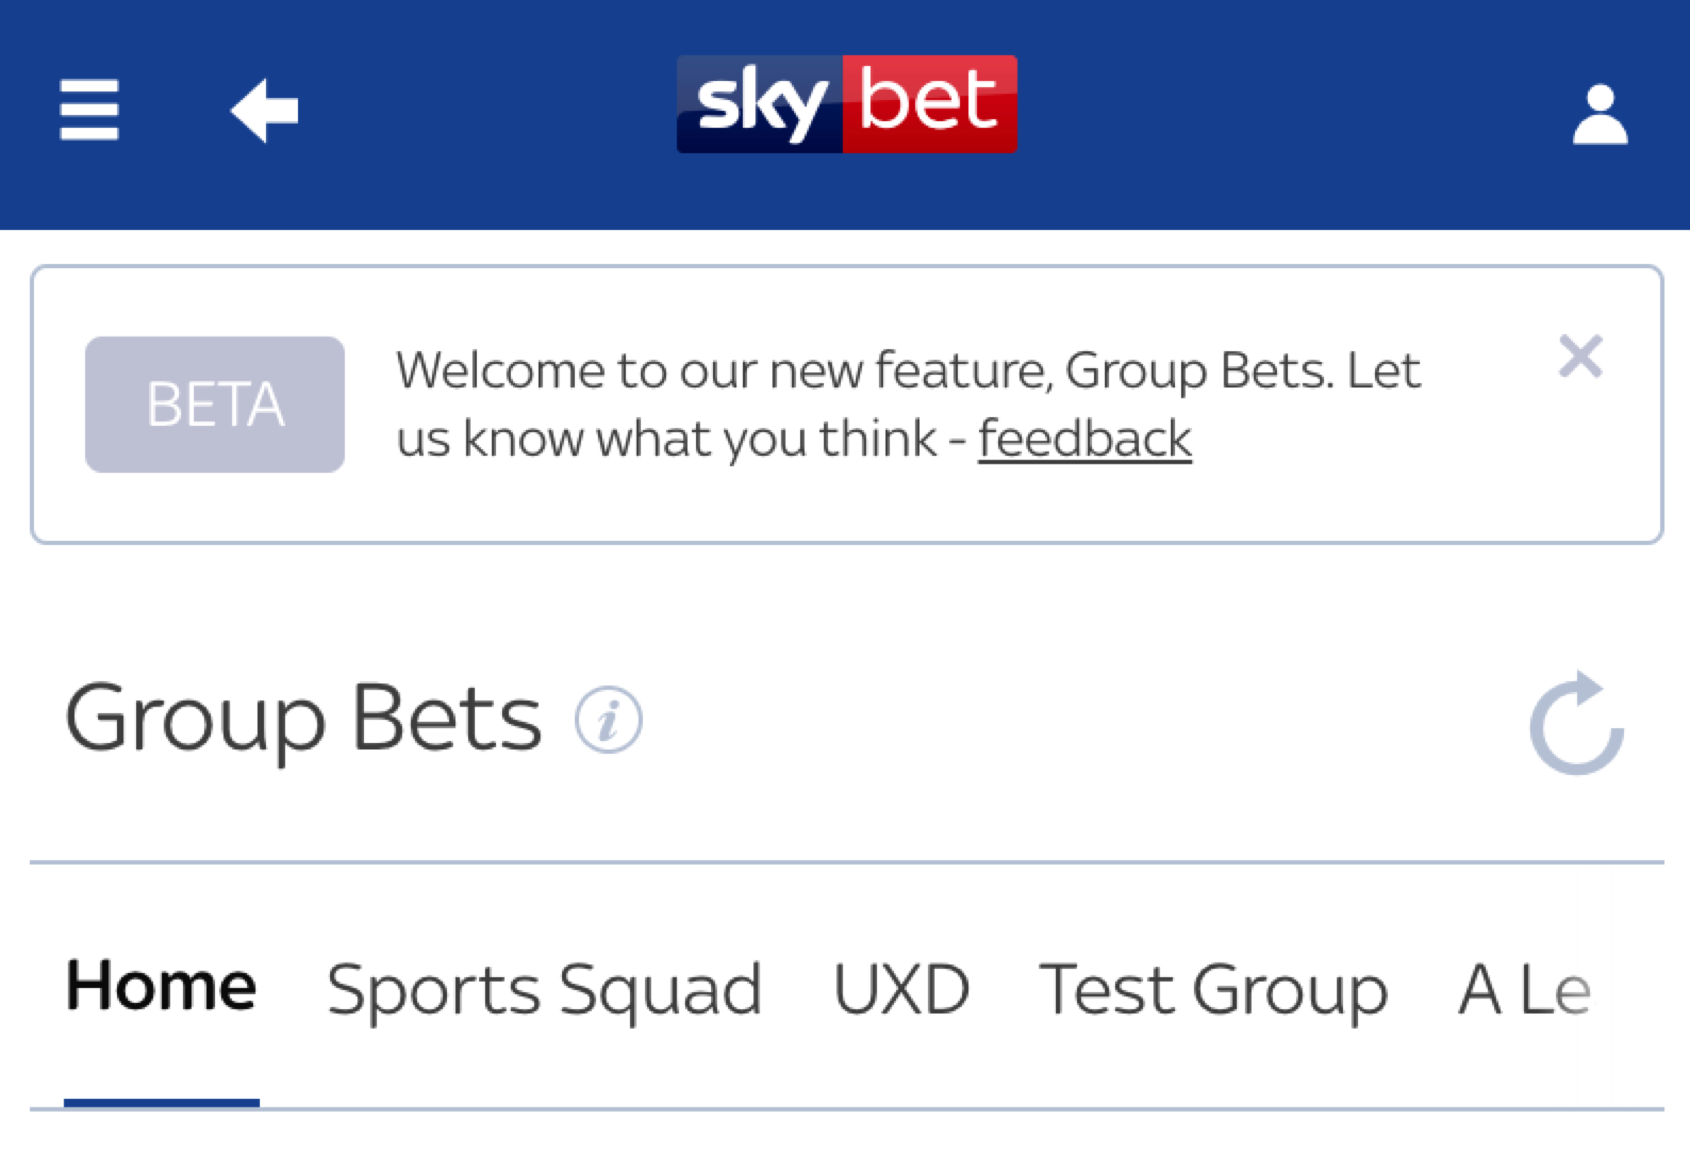 sky bet
BETA
Welcome to our new feature, Group Bets. Let
us know what you think - feedback
Group Bets i
Home Sports Squad UXD Test Group A Le